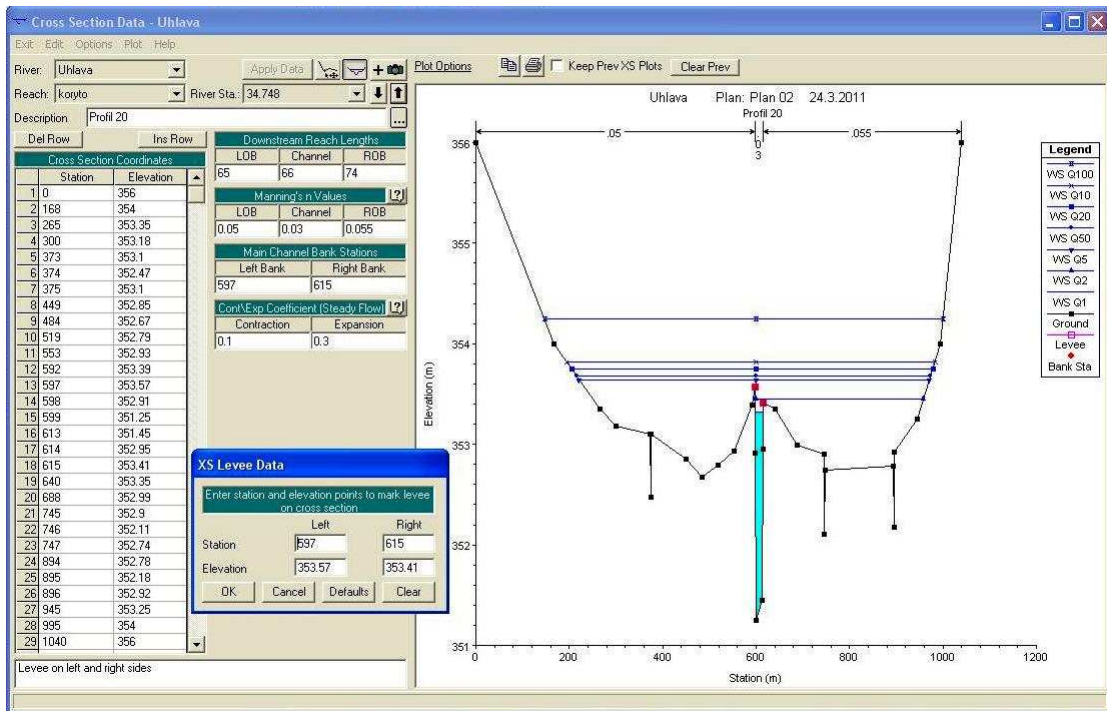 Cross Section Data - Uhlava
Exit Edit Options Plot Help
River: Uhlava
Apply Data
Reach: koryto
River Sta.: 34.748
Description Profil 20 ...
Del Row Ins Row
Cross Section Coordinates
Station Elevation
1 0 356
2 168 354
3 265 353.35
4 300 353.18
5 373 353.1
6 374 352.47
7 375 353.1
8 449 352.85
9 484 352.67
10 519 352.79
11 553 352.93
12 592 353.39
13 597 353.57
14 598 352.91
15 599 351.25
16 613 351.45
17 614 352.95
18 615 353.41
19 640 353.35
20 688 352.99
21 745 352.9
22 746 352.11
23 747 352.74
24 894 352.78
25 895 352.18
26 896 352.92
27 945 353.25
28 995 354
29 1040 356
Downstream Reach Lengths
LOB Channel ROB
65 66 74
Manning's n Values
LOB Channel ROB
0.05 0.03 0.055
Main Channel Bank Stations
Left Bank Right Bank
597 615
Cont\Exp Coefficient (Steady Flow)
Contraction Expansion
0.1 0.3
XS Levee Data
Enter station and elevation points to mark levee
on cross section
Left Right
Station 597 615
Elevation 353.57 353.41
OK Cancel Defaults Clear
Levee on left and right sides
Plot Options
Keep Prev XS Plots
Clear Prev
Uhlava Plan: Plan 02 24.3.2011
Profil 20
.05
.03
.055
356
355
354
353
352
351
Elevation (m)
0 200 400 600 800 1000 1200
Station (m)
Legend
WS Q100
WS Q10
WS Q20
WS Q50
WS Q5
WS Q2
WS Q1
Ground
Levee
Bank Sta